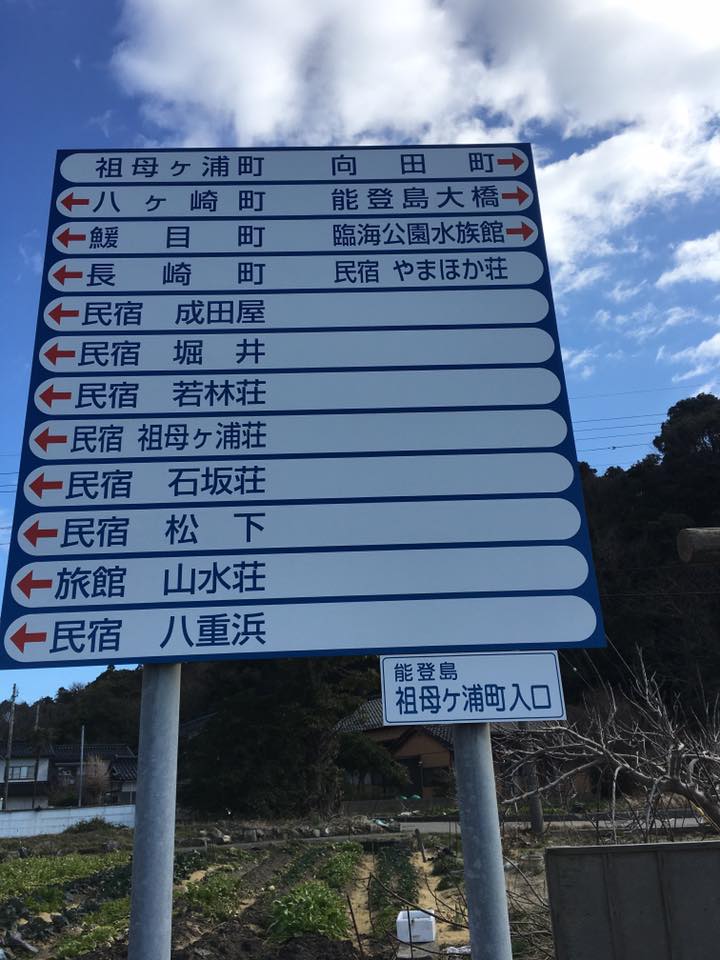 祖母ヶ浦町 向田町→
←八ヶ崎町 能登島大橋→
←鰀目町 臨海公園水族館→
←長崎町 民宿 やまほか荘
←民宿 成田屋
←民宿 堀井
←民宿 若林荘
←民宿 祖母ヶ浦荘
←民宿 石坂荘
←民宿 松下
←旅館 山水荘
←民宿 八重浜
能登島
祖母ヶ浦町入口